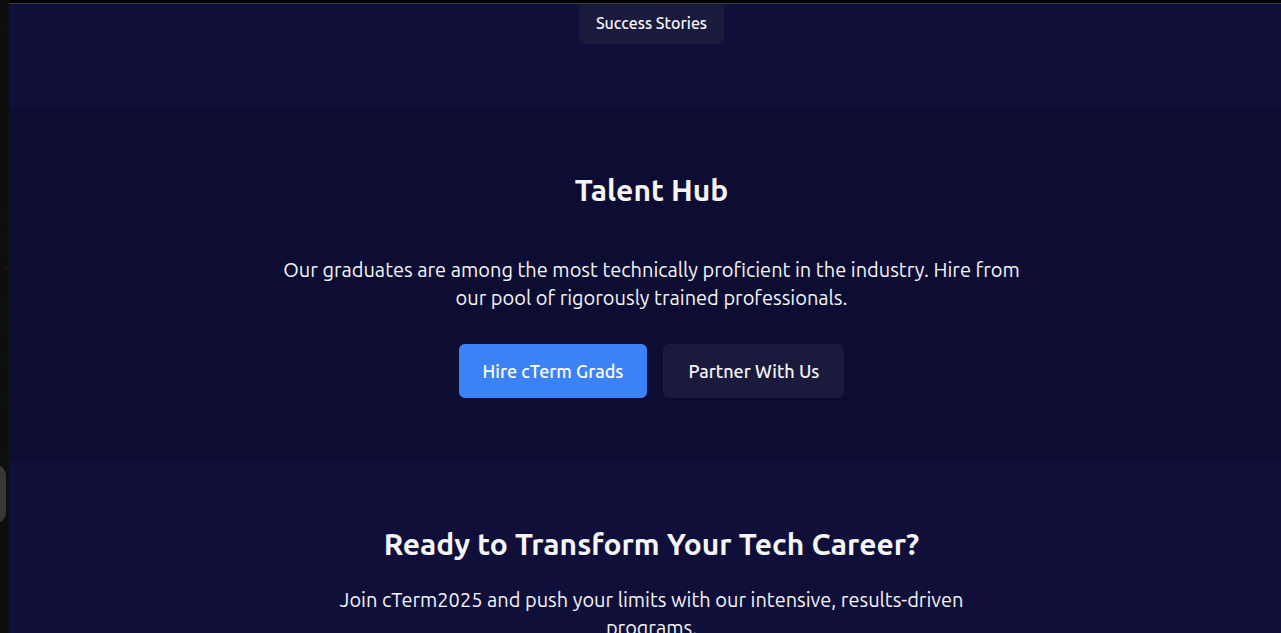 Success Stories
Talent Hub
Our graduates are among the most technically proficient in the industry. Hire from
our pool of rigorously trained professionals.
Hire cTerm Grads
Partner With Us
Ready to Transform Your Tech Career?
Join cTerm2025 and push your limits with our intensive, results-driven
programs.